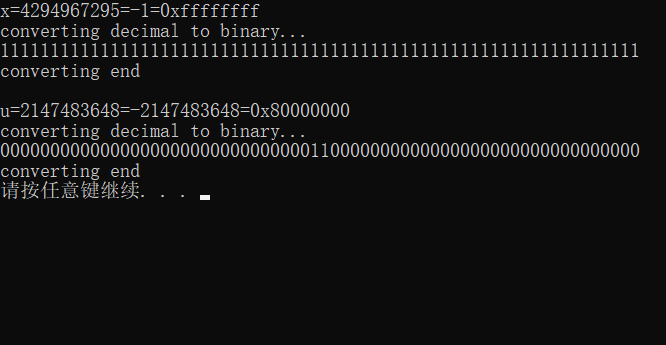 x=4294967295=-1=0xffffffff
converting decimal to binary...
1111111111111111111111111111111111111111111111111111111111111111
converting end
u=2147483648=-2147483648=0x80000000
converting decimal to binary...
0000000000000000000000000000000110000000000000000000000000000000
converting end
请按任意键继续. . .